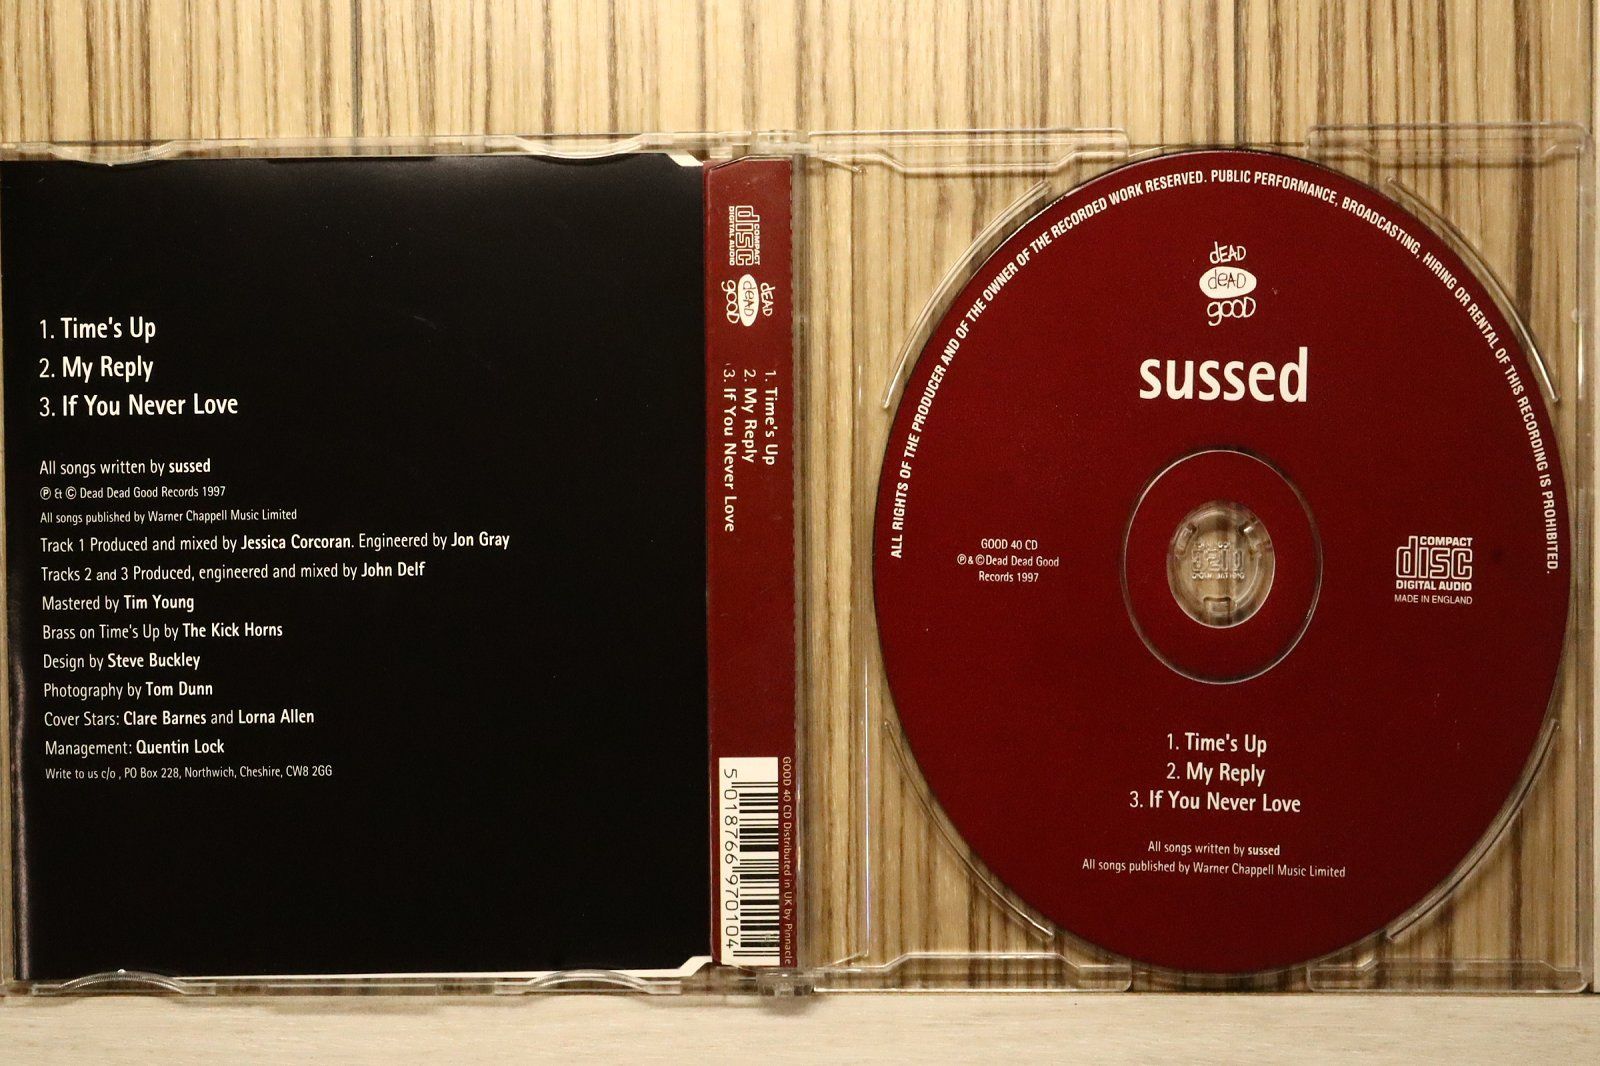 1. Time's Up
2. My Reply
3. If You Never Love
All songs written by sussed
℗ & © Dead Dead Good Records 1997
All songs published by Warner Chappell Music Limited
Track 1 Produced and mixed by Jessica Corcoran. Engineered by Jon Gray
Tracks 2 and 3 Produced, engineered and mixed by John Delf
Mastered by Tim Young
Brass on Time's Up by The Kick Horns
Design by Steve Buckley
Photography by Tom Dunn
Cover Stars: Clare Barnes and Lorna Allen
Management: Quentin Lock
Write to us c/o , PO Box 228, Northwich, Cheshire, CW8 2GG
COMPACT
disc
DIGITAL AUDIO
DEAD
DEAD
GOOD
1. Time's Up
2. My Reply
3. If You Never Love
GOOD 40 CD Distributed in UK by Pinnacle
5 018766 970104
ALL RIGHTS OF THE PRODUCER AND OF THE OWNER OF THE RECORDED WORK RESERVED. PUBLIC PERFORMANCE, BROADCASTING, HIRING OR RENTAL OF THIS RECORDING IS PROHIBITED.
DEAD
DEAD
GOOD
sussed
GOOD 40 CD
℗ & © Dead Dead Good
Records 1997
COMPACT
disc
DIGITAL AUDIO
MADE IN ENGLAND
1. Time's Up
2. My Reply
3. If You Never Love
All songs written by sussed
All songs published by Warner Chappell Music Limited